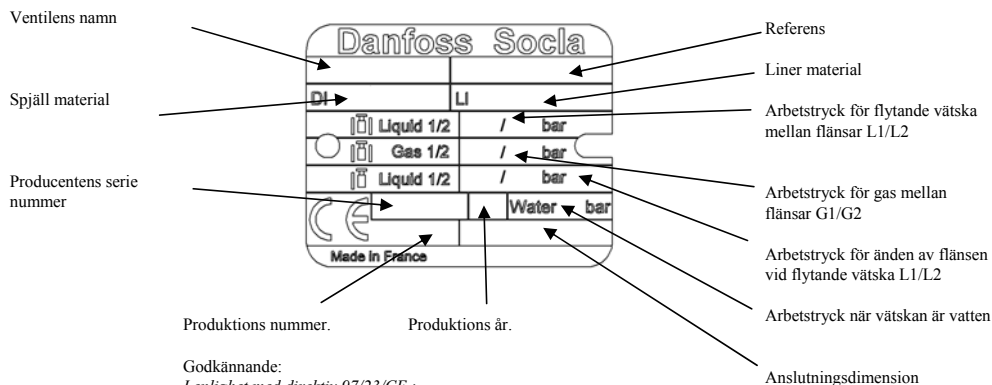 Ventilens namn
Spjäll material
Producentens serie
nummer
Danfoss Socla
DI
LI
Liquid 1/2 / bar
Gas 1/2 / bar
Liquid 1/2 / bar
CE
Water bar
Made in France
Referens
Liner material
Arbetstryck för flytande vätska
mellan flänsar L1/L2
Arbetstryck för gas mellan
flänsar G1/G2
Arbetstryck för änden av flänsen
vid flytande vätska L1/L2
Arbetstryck när vätskan är vatten
Anslutningsdimension
Produktions nummer.
Produktions år.
Godkännande: